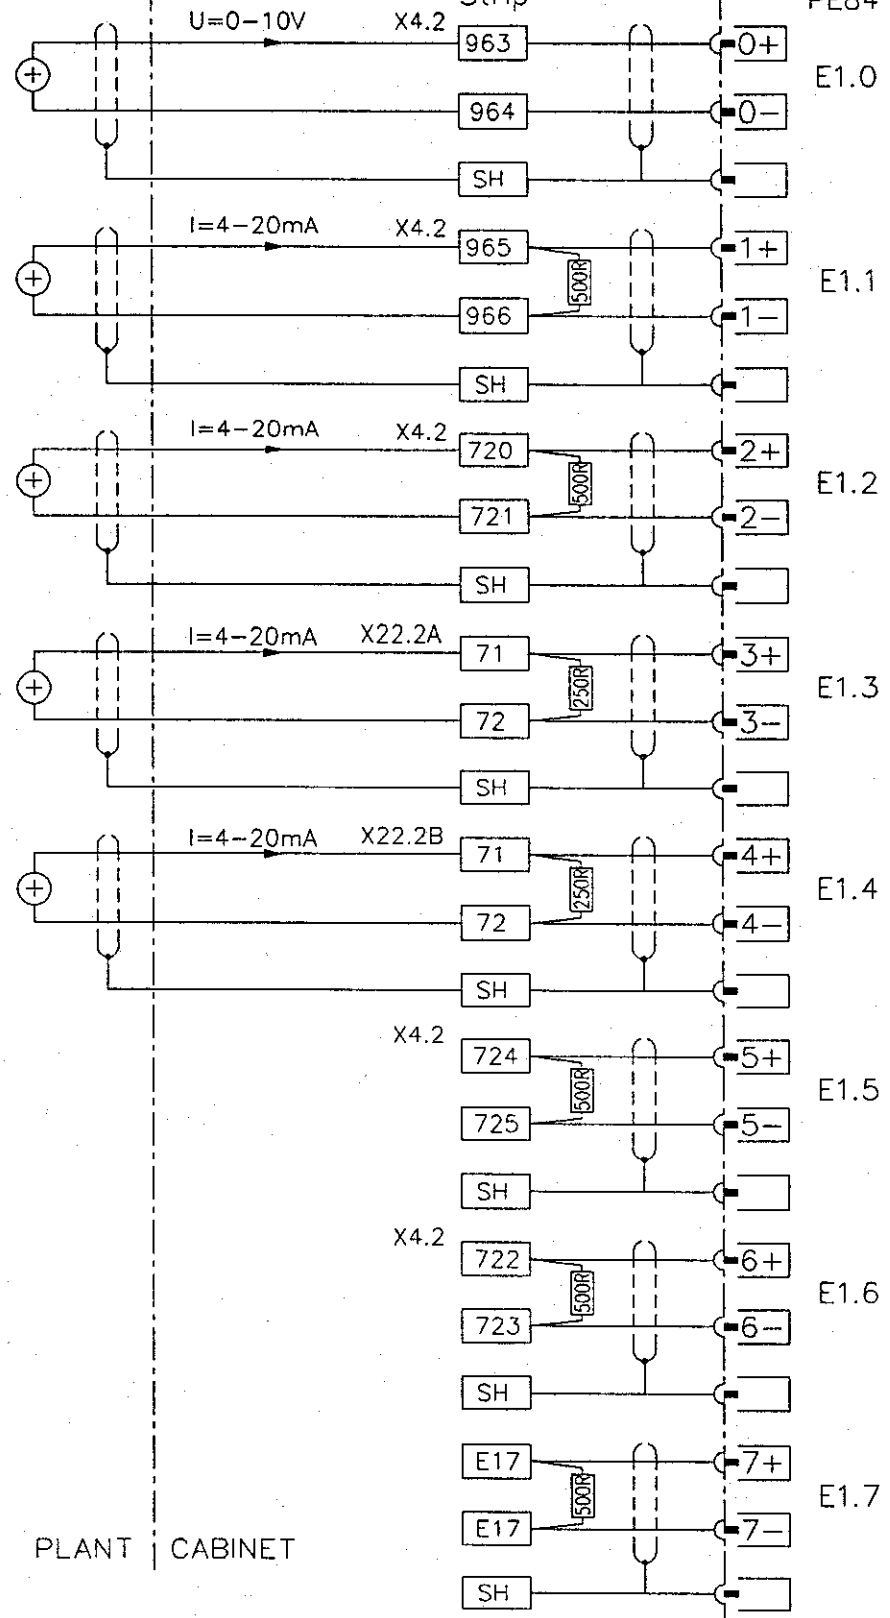 Strip
PE84
U=0-10V X4.2 963 0+
E1.0
964 0-
SH
I=4-20mA X4.2 965 1+
500R
E1.1
966 1-
SH
I=4-20mA X4.2 720 2+
500R
E1.2
721 2-
SH
I=4-20mA X22.2A 71 3+
250R
E1.3
72 3-
SH
I=4-20mA X22.2B 71 4+
250R
E1.4
72 4-
SH
X4.2 724 5+
500R
E1.5
725 5-
SH
X4.2 722 6+
500R
E1.6
723 6-
SH
E17 7+
500R
E1.7
E17 7-
PLANT CABINET
SH